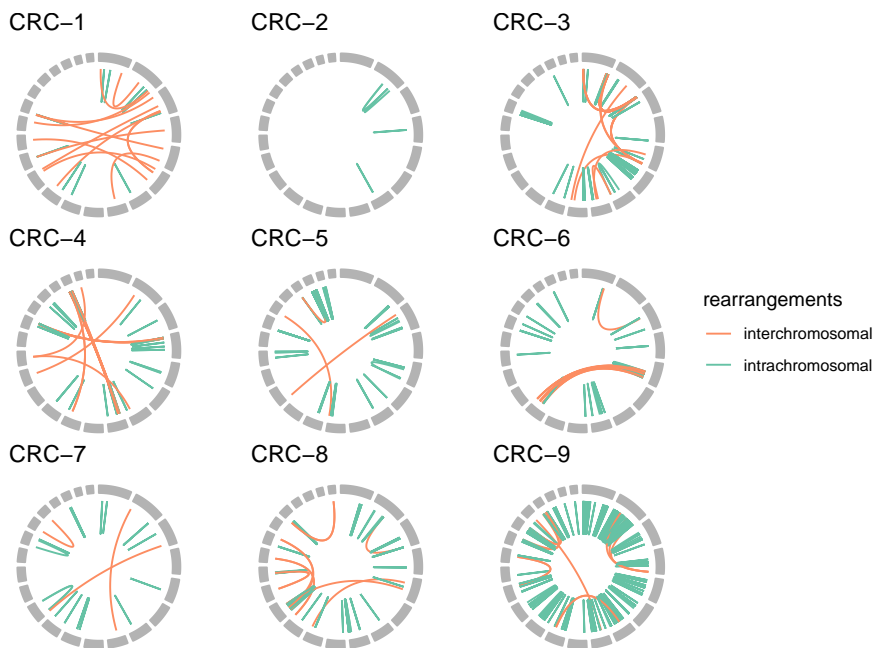 CRC−1
CRC−2
CRC−3
CRC−4
CRC−5
CRC−6
rearrangements
interchromosomal
intrachromosomal
CRC−7
CRC−8
CRC−9